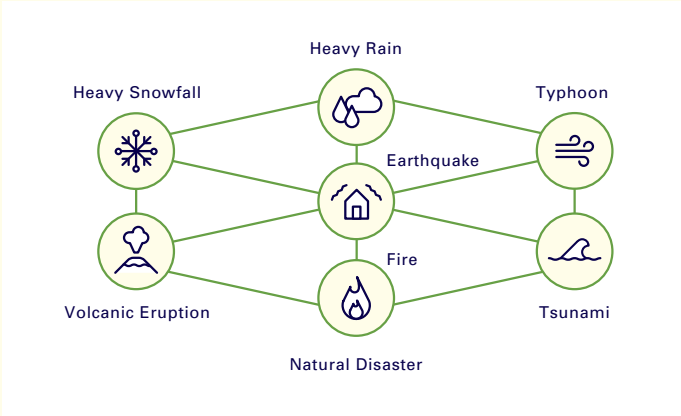 Heavy Rain
Heavy Snowfall
Typhoon
Earthquake
Fire
Volcanic Eruption
Tsunami
Natural Disaster